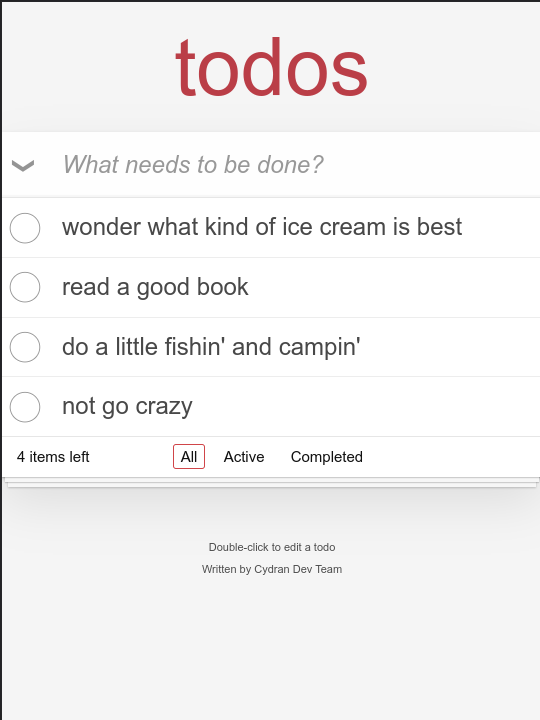 todos
What needs to be done?
wonder what kind of ice cream is best
read a good book
do a little fishin' and campin'
not go crazy
4 items left All Active Completed
Double-click to edit a todo
Written by Cydran Dev Team